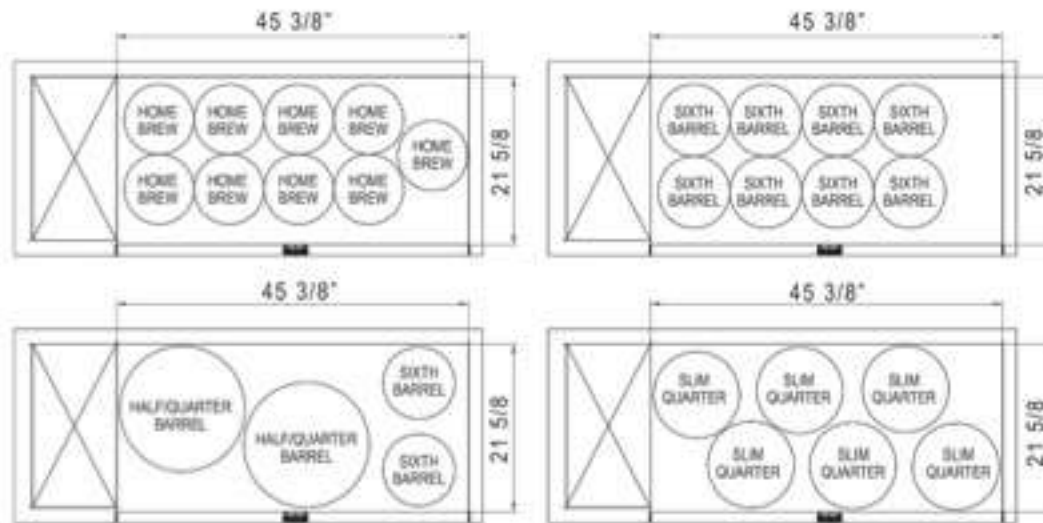 45 3/8"
HOME
BREW
HOME
BREW
HOME
BREW
HOME
BREW
HOME
BREW
HOME
BREW
HOME
BREW
HOME
BREW
HOME
BREW
21 5/8
45 3/8"
SIXTH
BARREL
SIXTH
BARREL
SIXTH
BARREL
SIXTH
BARREL
SIXTH
BARREL
SIXTH
BARREL
SIXTH
BARREL
SIXTH
BARREL
21 5/8
45 3/8"
HALF/QUARTER
BARREL
HALF/QUARTER
BARREL
SIXTH
BARREL
SIXTH
BARREL
21 5/8
45 3/8"
SLIM
QUARTER
SLIM
QUARTER
SLIM
QUARTER
SLIM
QUARTER
SLIM
QUARTER
SLIM
QUARTER
21 5/8